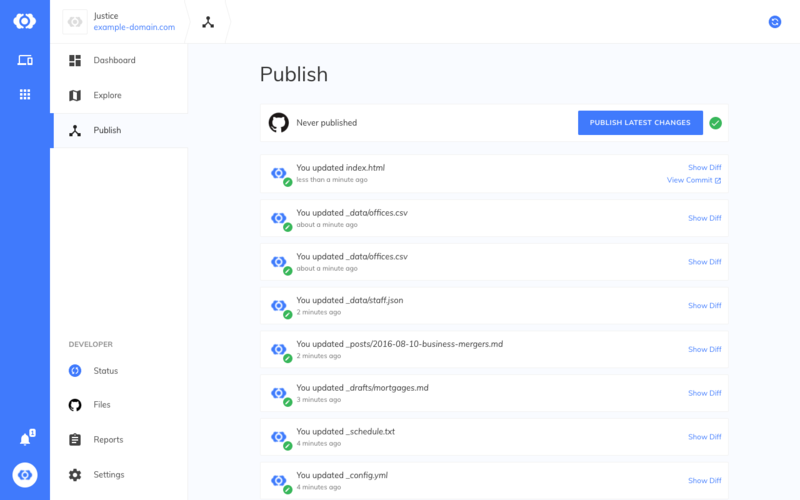 Justice
example-domain.com
Dashboard
Explore
Publish
DEVELOPER
Status
Files
Reports
Settings
1
Publish
Never published
PUBLISH LATEST CHANGES
You updated index.html
Show Diff
less than a minute ago
View Commit
You updated _data/offices.csv
about a minute ago
Show Diff
You updated _data/offices.csv
about a minute ago
Show Diff
You updated _data/staff.json
2 minutes ago
Show Diff
You updated _posts/2016-08-10-business-mergers.md
2 minutes ago
Show Diff
You updated _drafts/mortgages.md
3 minutes ago
Show Diff
You updated _schedule.txt
4 minutes ago
Show Diff
You updated _config.yml
4 minutes ago
Show Diff